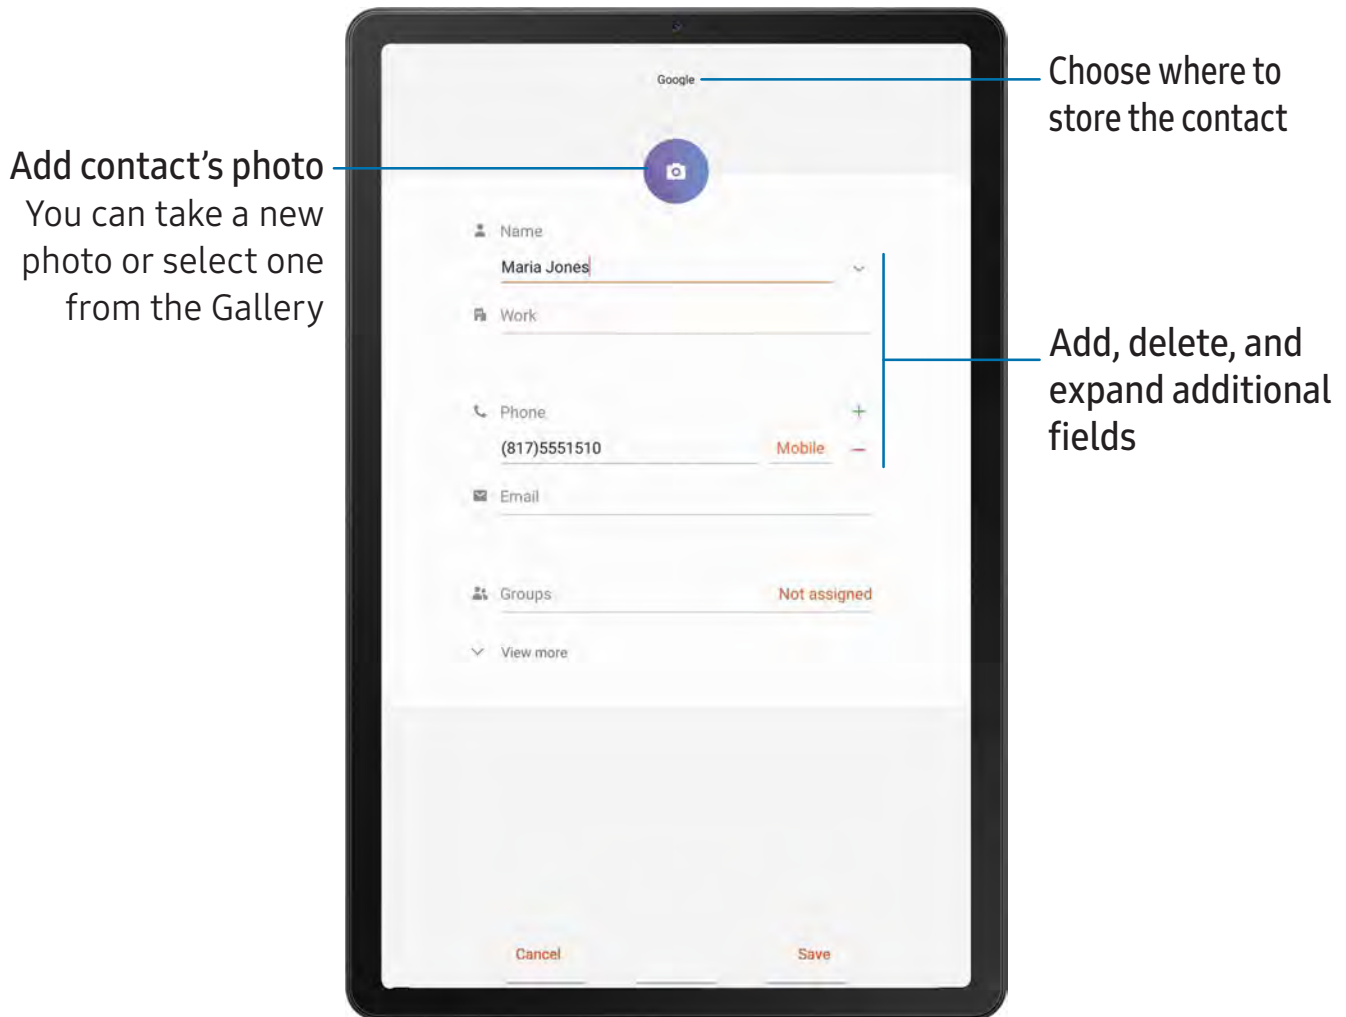 Google
Choose where to
store the contact
Add contact's photo
You can take a new
photo or select one
from the Gallery
Name
Maria Jones
Work
Add, delete, and
expand additional
fields
Phone
(817)5551510 Mobile
Email
Groups Not assigned
View more
Cancel Save